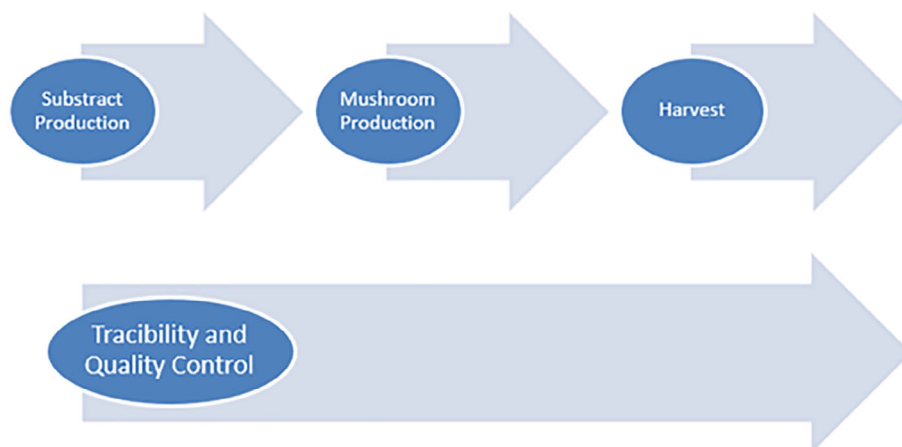 Substract
Production
Mushroom
Production
Harvest
Tracibility and
Quality Control